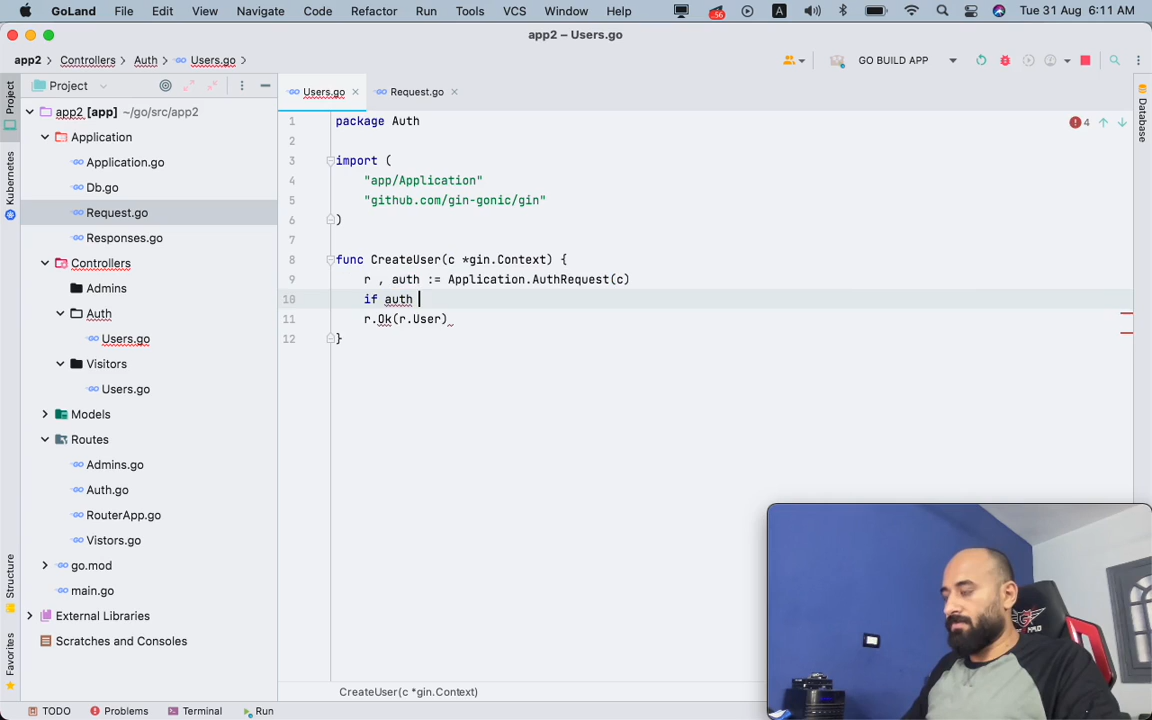 GoLand File Edit View Navigate Code Refactor Run Tools VCS Window Help 56 A Tue 31 Aug 6:11 AM
app2 – Users.go
app2 Controllers Auth Users.go GO BUILD APP
Project
Users.go Request.go
app2 [app] ~/go/src/app2
Application
Application.go
Db.go
Request.go
Responses.go
Controllers
Admins
Auth
Users.go
Visitors
Users.go
Models
Routes
Admins.go
Auth.go
RouterApp.go
Vistors.go
go.mod
main.go
External Libraries
Scratches and Consoles
Project
Kubernetes
Structure
Favorites
Database
4
1 package Auth
2
3 import (
4 "app/Application"
5 "github.com/gin-gonic/gin"
6 )
7
8 func CreateUser(c *gin.Context) {
9 r , auth := Application.AuthRequest(c)
10 if auth
11 r.Ok(r.User)
12 }
CreateUser(c *gin.Context)
TODO Problems Terminal Run